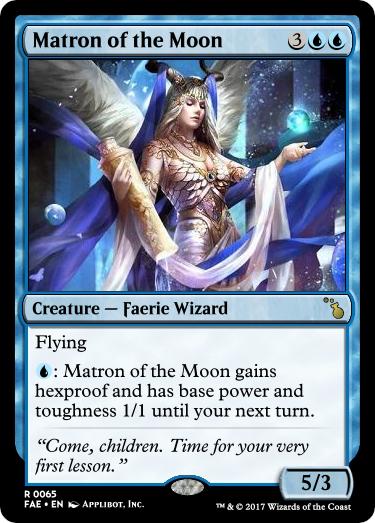 Matron of the Moon 3
Creature — Faerie Wizard
Flying
: Matron of the Moon gains
hexproof and has base power and
toughness 1/1 until your next turn.
“Come, children. Time for your very
first lesson.”
5/3
R 0065
FAE • EN Applibot, Inc.
™ & © 2017 Wizards of the Coast